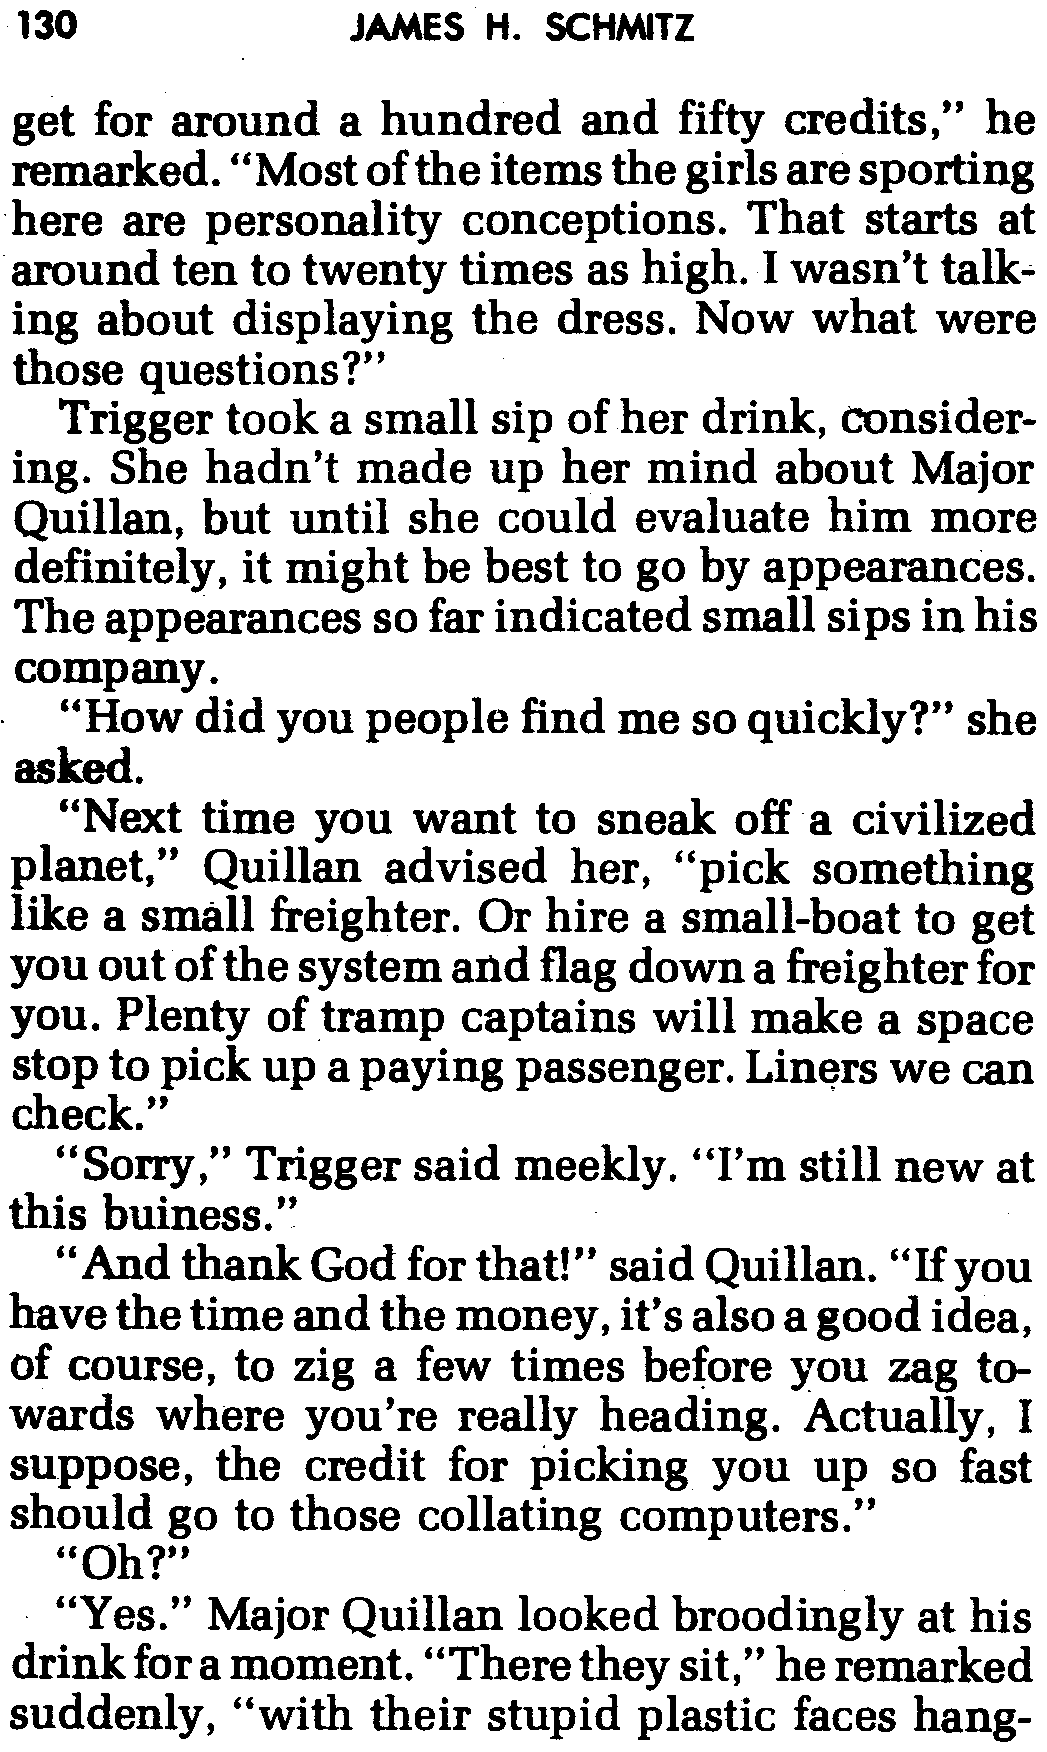 130 JAMES H. SCHMITZ
get for around a hundred and fifty credits,” he
remarked. “Most of the items the girls are sporting
here are personality conceptions. That starts at
around ten to twenty times as high. I wasn’t talk-
ing about displaying the dress. Now what were
those questions?”
Trigger took a small sip of her drink, consider-
ing. She hadn’t made up her mind about Major
Quillan, but until she could evaluate him more
definitely, it might be best to go by appearances.
The appearances so far indicated small sips in his
company.
“How did you people find me so quickly?” she
asked.
“Next time you want to sneak off a civilized
planet,” Quillan advised her, “pick something
like a small freighter. Or hire a small-boat to get
you out of the system and flag down a freighter for
you. Plenty of tramp captains will make a space
stop to pick up a paying passenger. Liners we can
check.”
“Sorry,” Trigger said meekly. “I’m still new at
this buiness.”
“And thank God for that!” said Quillan. “If you
have the time and the money, it’s also a good idea,
of course, to zig a few times before you zag to-
wards where you’re really heading. Actually, I
suppose, the credit for picking you up so fast
should go to those collating computers.”
“Oh?”
“Yes.” Major Quillan looked broodingly at his
drink for a moment. “There they sit,” he remarked
suddenly, “with their stupid plastic faces hang-